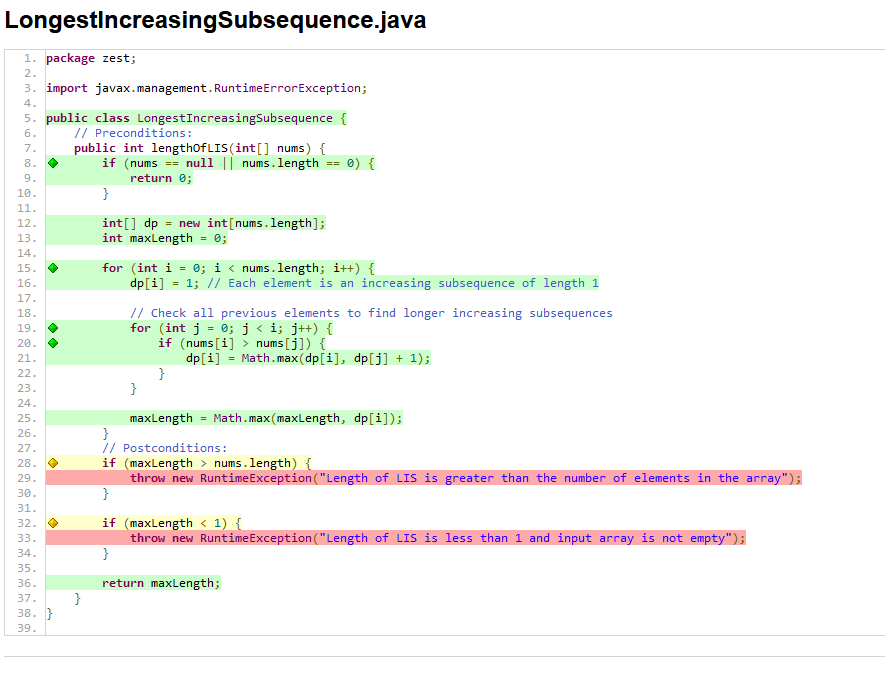 LongestIncreasingSubsequence.java
1. package zest;
2.
3. import javax.management.RuntimeErrorException;
4.
5. public class LongestIncreasingSubsequence {
6.     // Preconditions:
7.     public int lengthOfLIS(int[] nums) {
8.         if (nums == null || nums.length == 0) {
9.             return 0;
10.         }
11.
12.         int[] dp = new int[nums.length];
13.         int maxLength = 0;
14.
15.         for (int i = 0; i < nums.length; i++) {
16.             dp[i] = 1; // Each element is an increasing subsequence of length 1
17.
18.             // Check all previous elements to find longer increasing subsequences
19.             for (int j = 0; j < i; j++) {
20.                 if (nums[i] > nums[j]) {
21.                     dp[i] = Math.max(dp[i], dp[j] + 1);
22.                 }
23.             }
24.
25.             maxLength = Math.max(maxLength, dp[i]);
26.         }
27.         // Postconditions:
28.         if (maxLength > nums.length) {
29.             throw new RuntimeException("Length of LIS is greater than the number of elements in the array");
30.         }
31.
32.         if (maxLength < 1) {
33.             throw new RuntimeException("Length of LIS is less than 1 and input array is not empty");
34.         }
35.
36.         return maxLength;
37.     }
38. }
39.